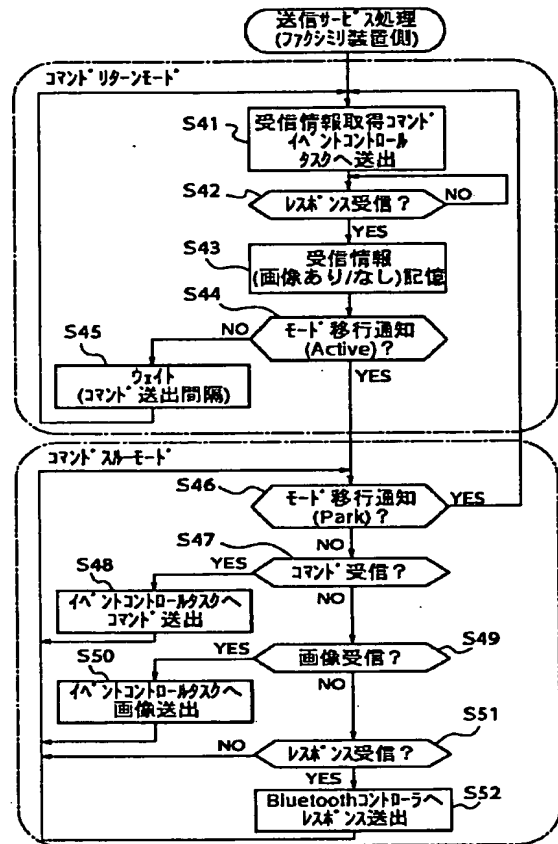 送信サービス処理
(ファクシミリ装置側)
コマンドリターンモード
S41
受信情報取得コマンド
イベントコントロール
タスクへ送出
S42
レスポンス受信？
NO
YES
S43
受信情報
(画像あり/なし)記憶
S44
モード移行通知
(Active)？
NO
YES
S45
ウェイト
(コマンド送出間隔)
コマンドスルーモード
S46
モード移行通知
(Park)？
YES
NO
S47
コマンド受信？
YES
NO
S48
イベントコントロールタスクへ
コマンド送出
S49
画像受信？
YES
NO
S50
イベントコントロールタスクへ
画像送出
S51
レスポンス受信？
NO
YES
S52
Bluetoothコントローラへ
レスポンス送出